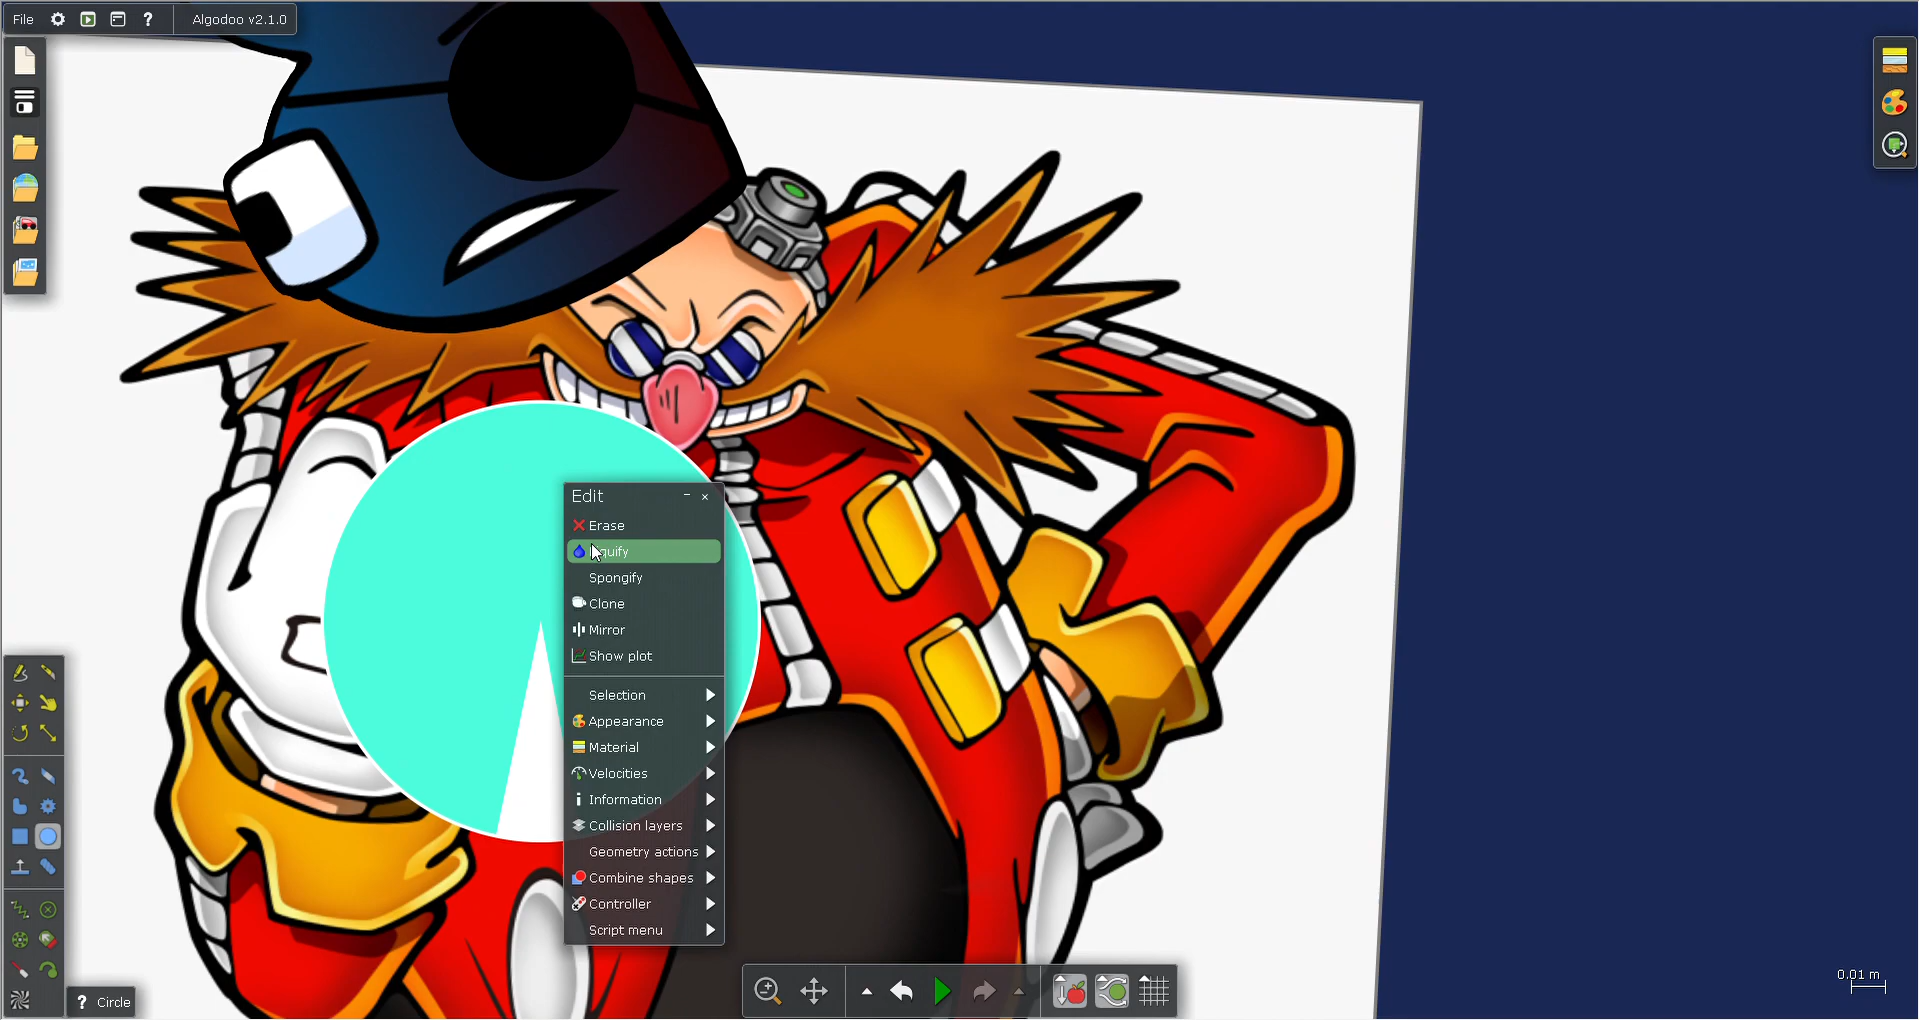 File
? Algodoo v2.1.0
Edit
Erase
Spongify
Clone
Mirror
Show plot
Selection
Appearance
Material
Velocities
Information
Collision layers
Geometry actions
Combine shapes
Controller
Script menu
? Circle
0.01 m